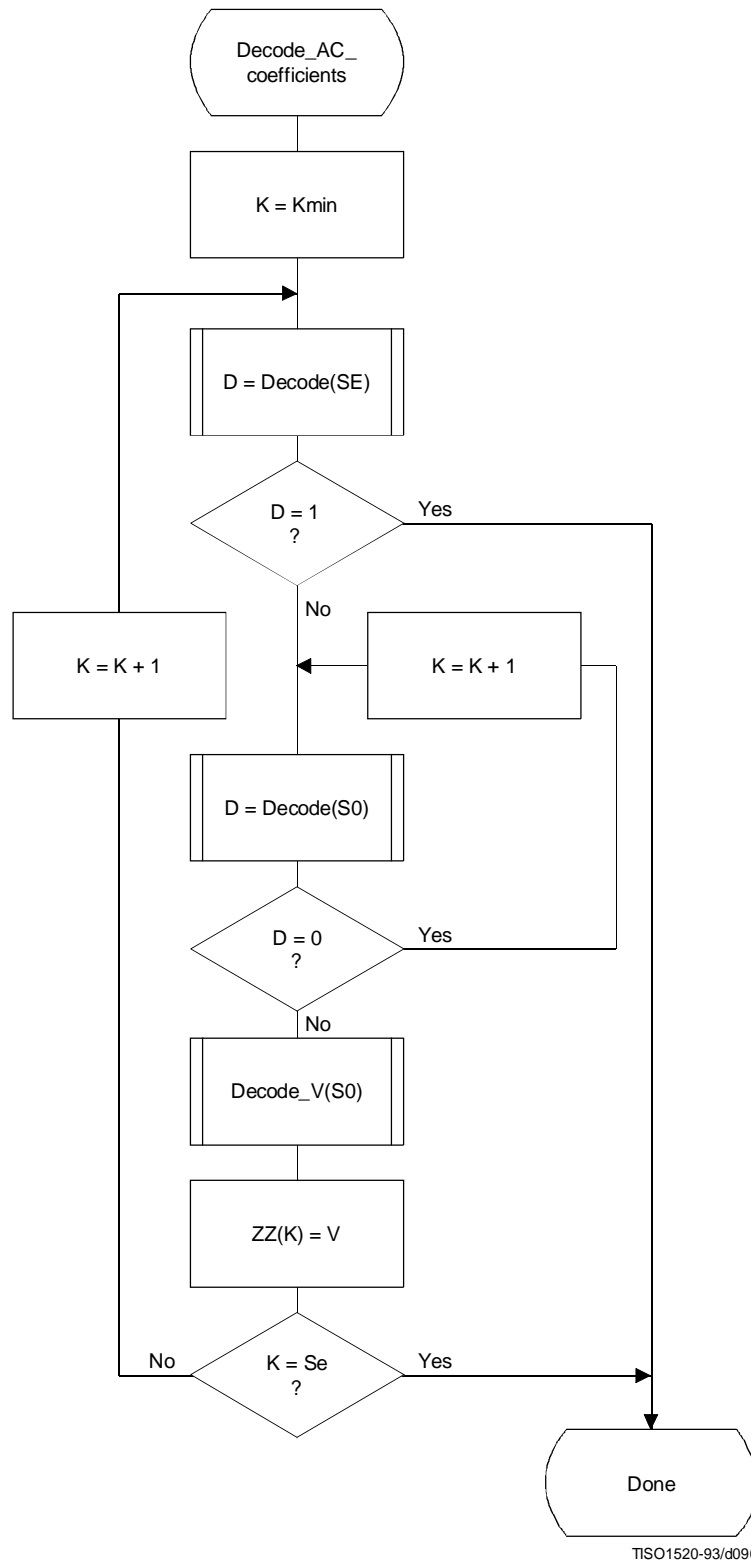 Decode_AC_
coefficients
K = Kmin
D = Decode(SE)
D = 1
?
Yes
No
K = K + 1
K = K + 1
D = Decode(S0)
D = 0
?
Yes
No
Decode_V(S0)
ZZ(K) = V
No
K = Se
?
Yes
Done